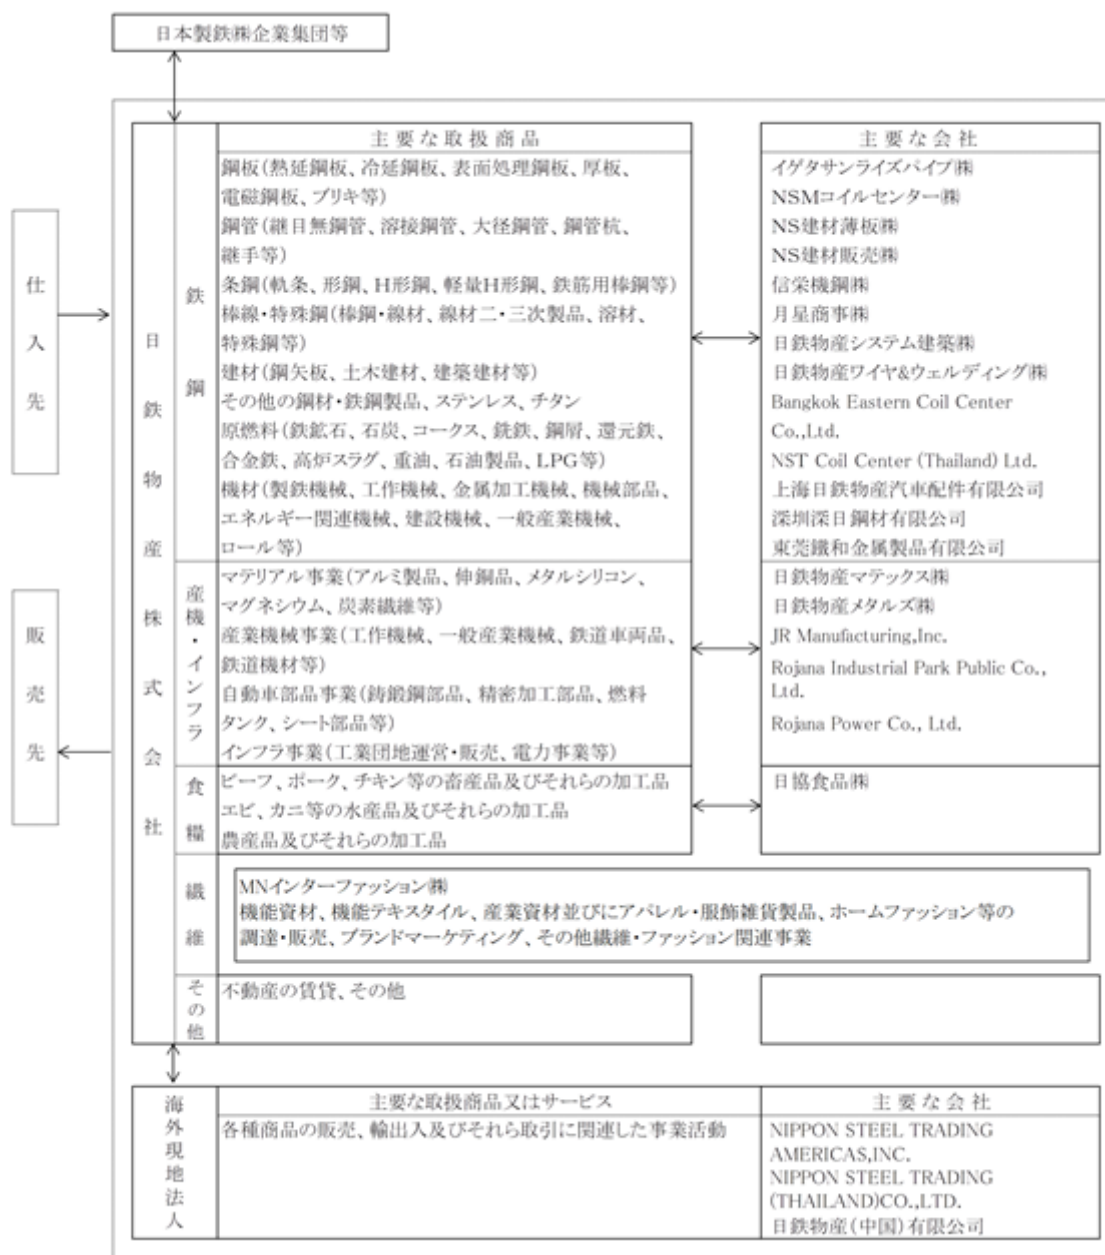 日本製鉄㈱企業集団等
仕入先
販売先
日鉄物産株式会社
鉄鋼
主要な取扱商品
鋼板(熱延鋼板、冷延鋼板、表面処理鋼板、厚板、
電磁鋼板、ブリキ等)
鋼管(継目無鋼管、溶接鋼管、大径鋼管、鋼管杭、
継手等)
条鋼(軌条、形鋼、H形鋼、軽量H形鋼、鉄筋用棒鋼等)
棒線・特殊鋼(棒鋼・線材、線材二・三次製品、溶材、
特殊鋼等)
建材(鋼矢板、土木建材、建築建材等)
その他の鋼材・鉄鋼製品、ステンレス、チタン
原燃料(鉄鉱石、石炭、コークス、銑鉄、鋼屑、還元鉄、
合金鉄、高炉スラグ、重油、石油製品、LPG等)
機材(製鉄機械、工作機械、金属加工機械、機械部品、
エネルギー関連機械、建設機械、一般産業機械、
ロール等)
主要な会社
イゲタサンライズパイプ㈱
NSMコイルセンター㈱
NS建材薄板㈱
NS建材販売㈱
信栄機鋼㈱
月星商事㈱
日鉄物産システム建築㈱
日鉄物産ワイヤ&ウェルディング㈱
Bangkok Eastern Coil Center
Co.,Ltd.
NST Coil Center (Thailand) Ltd.
上海日鉄物産汽車配件有限公司
深圳深日鋼材有限公司
東莞鐵和金属製品有限公司
産機・インフラ
マテリアル事業(アルミ製品、伸銅品、メタルシリコン、
マグネシウム、炭素繊維等)
産業機械事業(工作機械、一般産業機械、鉄道車両品、
鉄道機材等)
自動車部品事業(鋳鍛鋼部品、精密加工部品、燃料
タンク、シート部品等)
インフラ事業(工業団地運営・販売、電力事業等)
日鉄物産マテックス㈱
日鉄物産メタルズ㈱
JR Manufacturing,Inc.
Rojana Industrial Park Public Co.,
Ltd.
Rojana Power Co., Ltd.
食糧
ビーフ、ポーク、チキン等の畜産品及びそれらの加工品
エビ、カニ等の水産品及びそれらの加工品
農産品及びそれらの加工品
日協食品㈱
繊維
MNインターファッション㈱
機能資材、機能テキスタイル、産業資材並びにアパレル・服飾雑貨製品、ホームファッション等の
調達・販売、ブランドマーケティング、その他繊維・ファッション関連事業
その他
不動産の賃貸、その他
海外現地法人
主要な取扱商品又はサービス
各種商品の販売、輸出入及びそれら取引に関連した事業活動
主要な会社
NIPPON STEEL TRADING
AMERICAS,INC.
NIPPON STEEL TRADING
(THAILAND)CO.,LTD.
日鉄物産(中国)有限公司